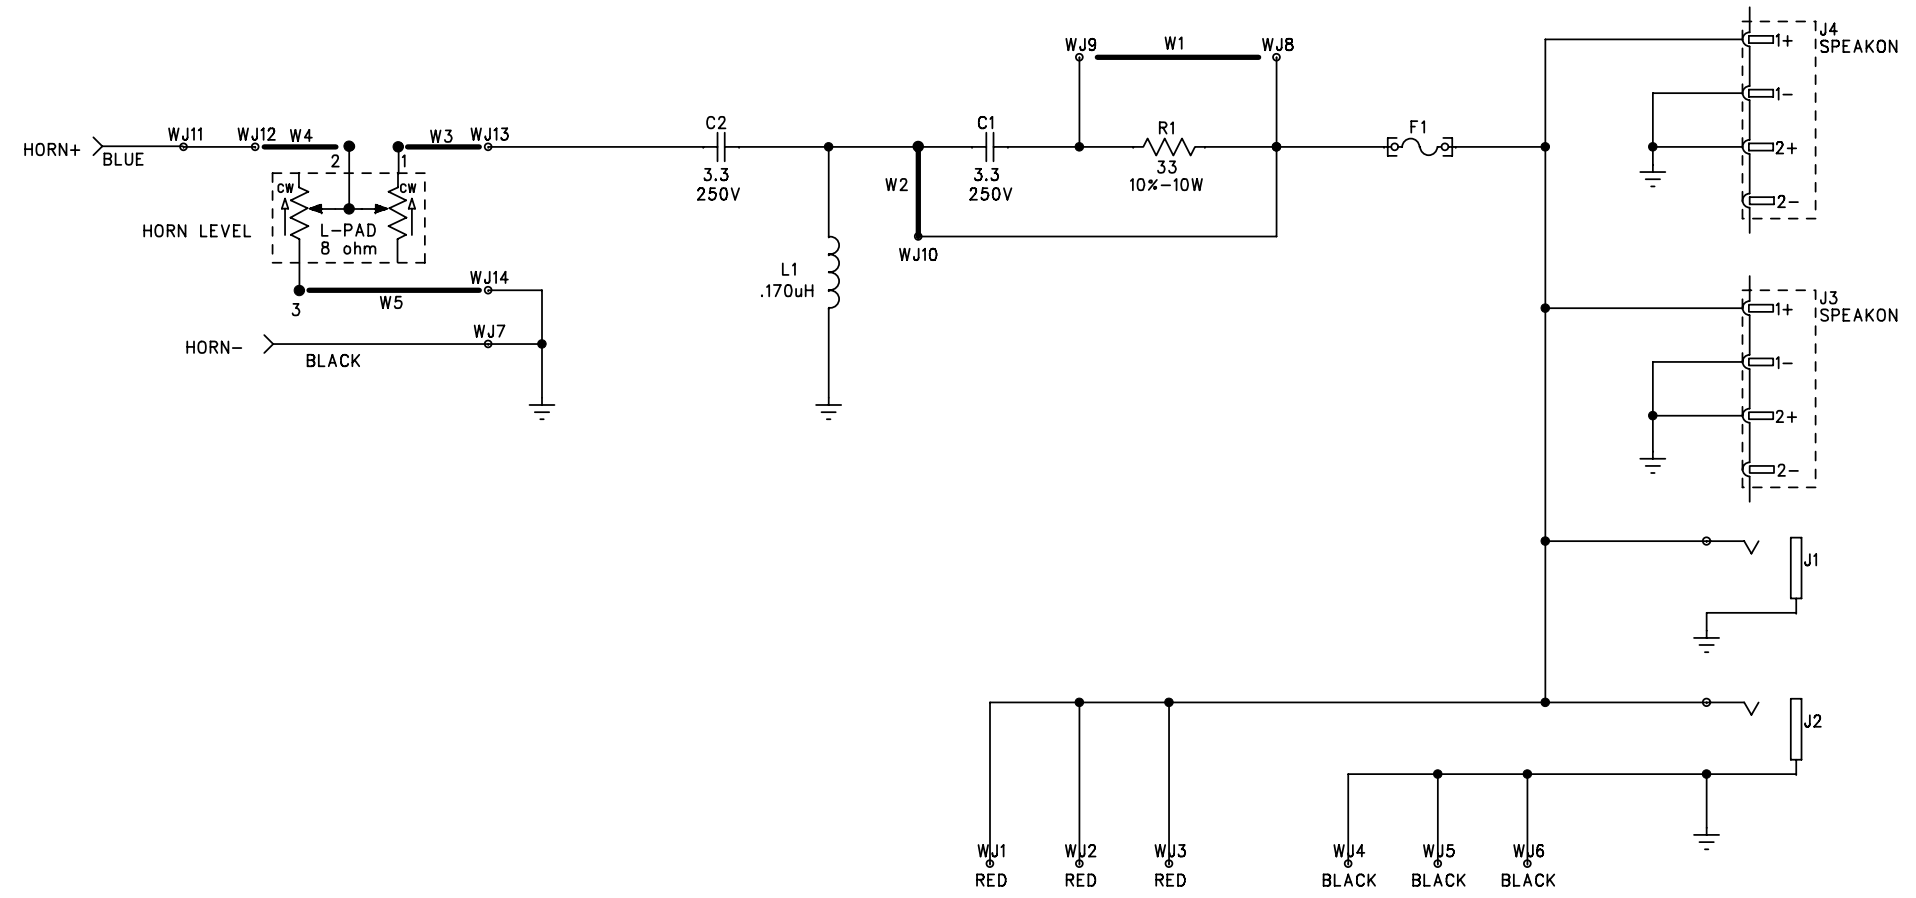 J4
SPEAKON
1+
1-
2+
2-
WJ9
W1
WJ8
HORN+
BLUE
WJ11
WJ12
W4
2
1
W3
WJ13
C2
3.3
250V
W2
C1
3.3
250V
R1
33
10%-10W
F1
CW
CW
HORN LEVEL
L-PAD
8 ohm
WJ10
L1
.170uH
WJ14
3
W5
HORN-
BLACK
WJ7
J3
SPEAKON
1+
1-
2+
2-
J1
J2
WJ1
RED
WJ2
RED
WJ3
RED
WJ4
BLACK
WJ5
BLACK
WJ6
BLACK